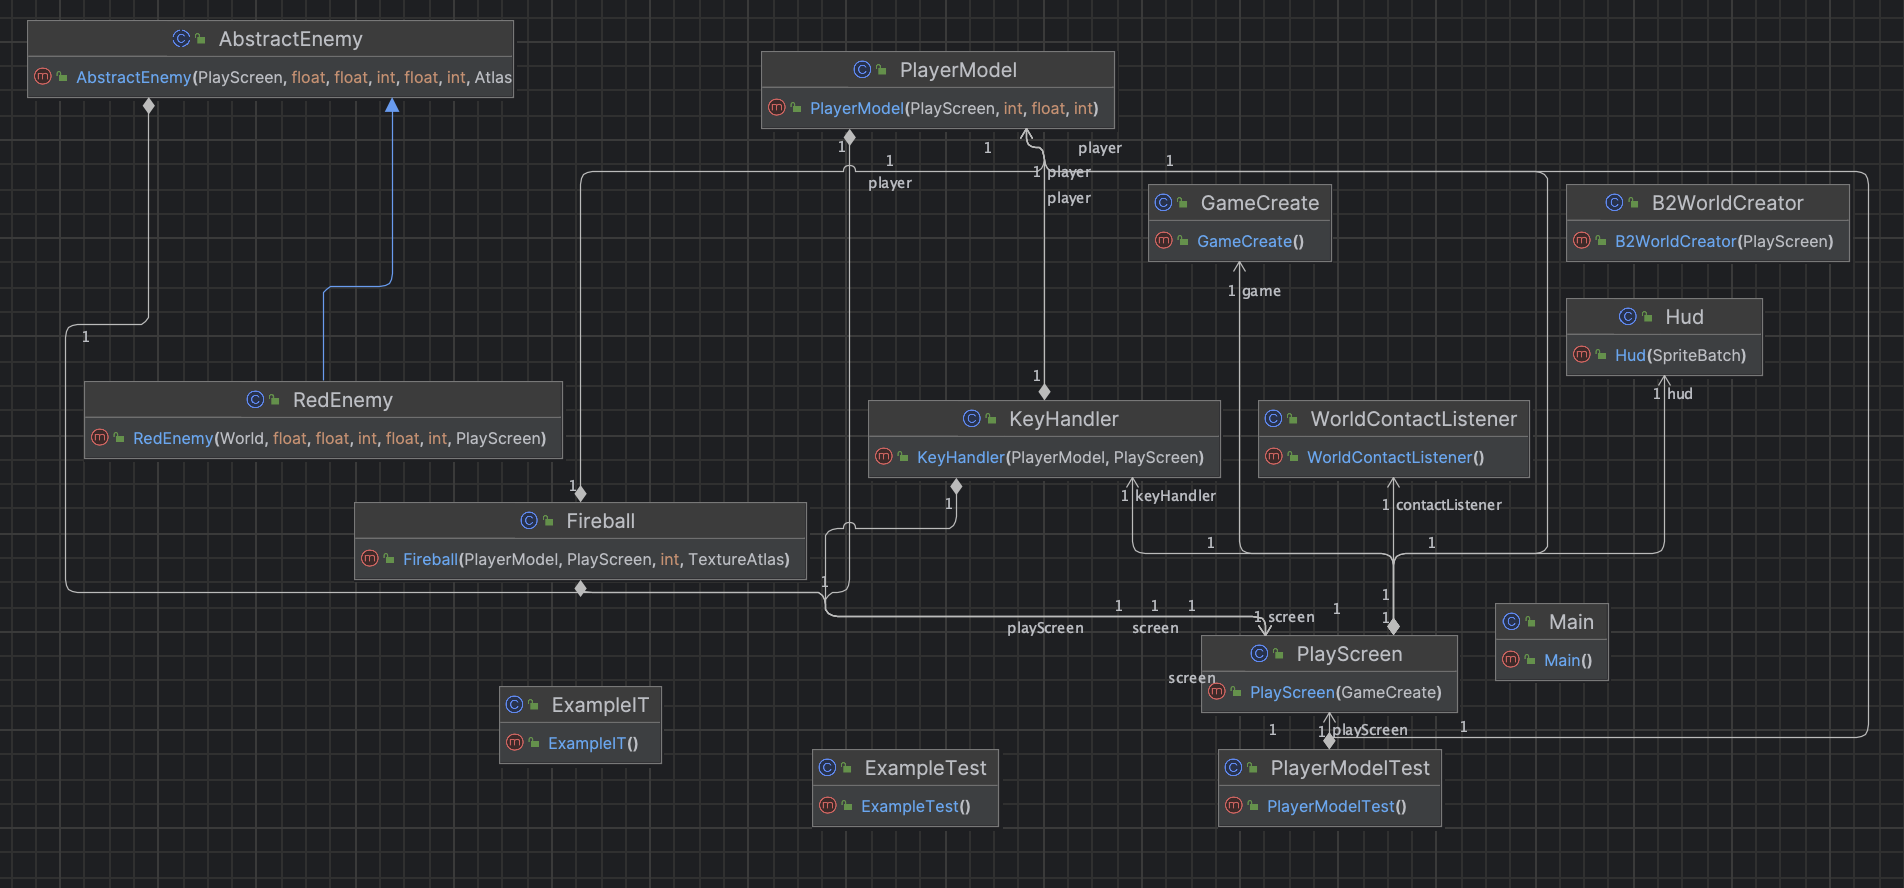 AbstractEnemy
AbstractEnemy(PlayScreen, float, float, int, float, int, Atlas
PlayerModel
PlayerModel(PlayScreen, int, float, int)
1
1
player
1
player
1
player
1
player
GameCreate
GameCreate()
B2WorldCreator
B2WorldCreator(PlayScreen)
1 game
Hud
Hud(SpriteBatch)
1
1
1 hud
RedEnemy
RedEnemy(World, float, float, int, float, int, PlayScreen)
KeyHandler
KeyHandler(PlayerModel, PlayScreen)
WorldContactListener
WorldContactListener()
1
1
1 keyHandler
1 contactListener
Fireball
Fireball(PlayerModel, PlayScreen, int, TextureAtlas)
1
1
1
1
1
1 1 1
1
1 screen
1
playScreen
screen
Main
Main()
PlayScreen
PlayScreen(GameCreate)
screen
ExampleIT
ExampleIT()
1
1 playScreen
1
ExampleTest
ExampleTest()
PlayerModelTest
PlayerModelTest()